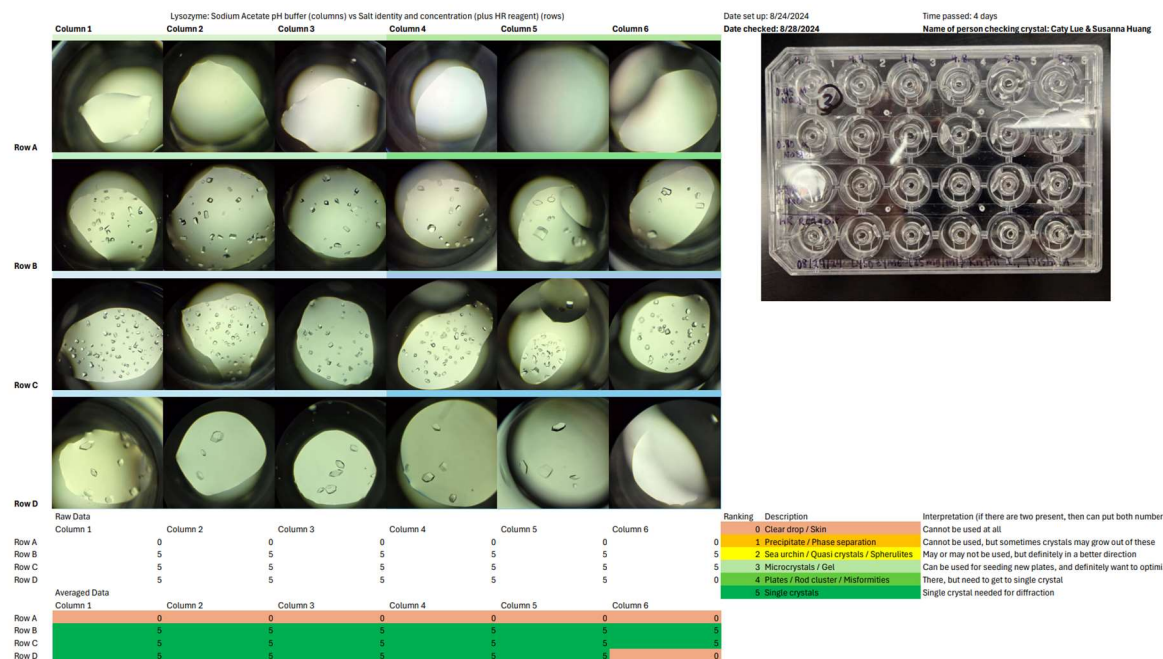 Lysozyme: Sodium Acetate pH buffer (columns) vs Salt identity and concentration (plus HR reagent) (rows)
Date set up: 8/24/2024
Time passed: 4 days
Column 1 Column 2 Column 3 Column 4 Column 5 Column 6
Date checked: 8/28/2024
Name of person checking crystal: Caty Lue & Susanna Huang
Row A
Row B
Row C
Row D
Raw Data
Column 1 Column 2 Column 3 Column 4 Column 5 Column 6
Row A 0 0 0 0 0 0
Row B 5 5 5 5 5 5
Row C 5 5 5 5 5 5
Row D 5 5 5 5 5 0
Averaged Data
Column 1 Column 2 Column 3 Column 4 Column 5 Column 6
Row A 0 0 0 0 0 0
Row B 5 5 5 5 5 5
Row C 5 5 5 5 5 5
Row D 5 5 5 5 5 0
Ranking Description Interpretation (if there are two present, then can put both number
0 Clear drop / Skin Cannot be used at all
1 Precipitate / Phase separation Cannot be used, but sometimes crystals may grow out of these
2 Sea urchin / Quasi crystals / Spherulites May or may not be used, but definitely in a better direction
3 Microcrystals / Gel Can be used for seeding new plates, and definitely want to optimi
4 Plates / Rod cluster / Misformities There, but need to get to single crystal
5 Single crystals Single crystal needed for diffraction